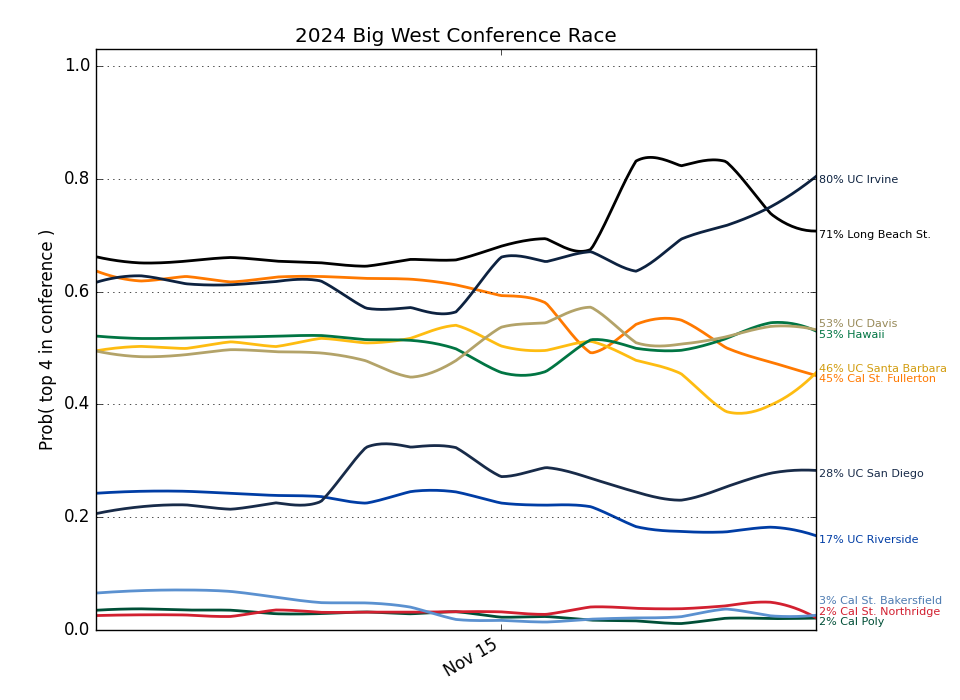 2024 Big West Conference Race
Prob( top 4 in conference )
1.0
0.8
0.6
0.4
0.2
0.0
Nov 15
80% UC Irvine
71% Long Beach St.
53% UC Davis
53% Hawaii
46% UC Santa Barbara
45% Cal St. Fullerton
28% UC San Diego
17% UC Riverside
3% Cal St. Bakersfield
2% Cal St. Northridge
2% Cal Poly